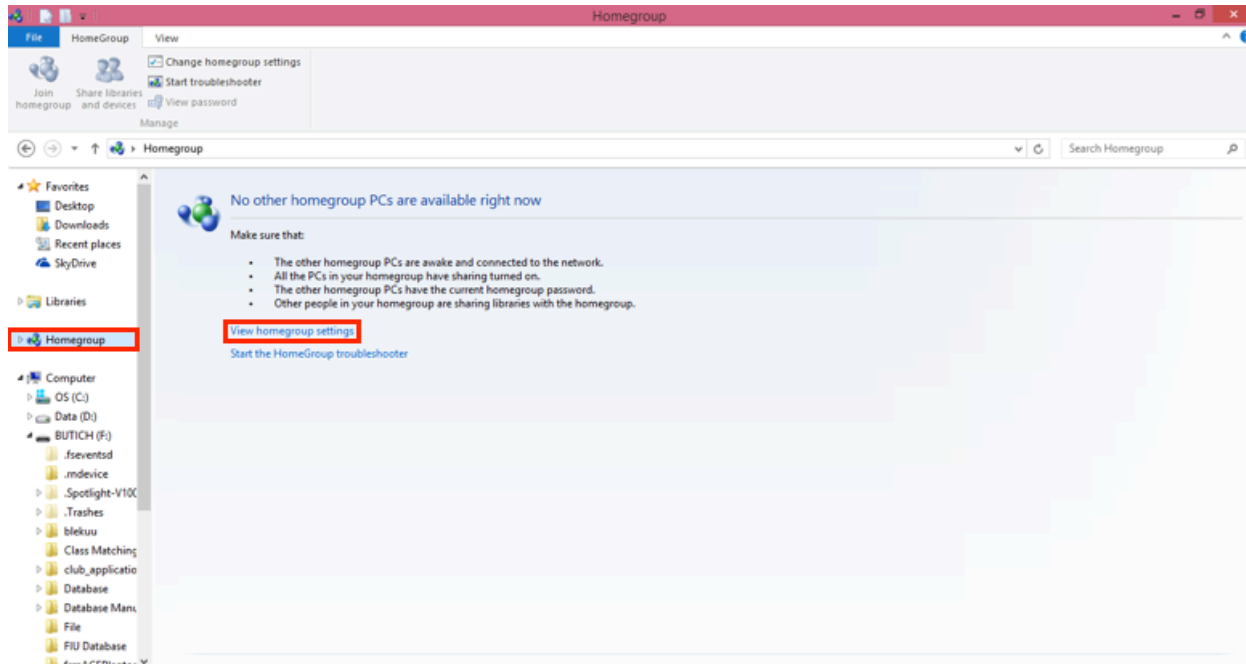 Homegroup
File HomeGroup View
Change homegroup settings
Start troubleshooter
View password
Join homegroup
Share libraries and devices
Manage
Homegroup
Search Homegroup
Favorites
Desktop
Downloads
Recent places
SkyDrive
Libraries
Homegroup
Computer
OS (C:)
Data (D:)
BUTICH (F:)
.fseventsd
.mdevice
.Spotlight-V100
.Trashes
blekuu
Class Matching
club_applicatio
Database
Database Manu
File
FIU Database
No other homegroup PCs are available right now
Make sure that:
• The other homegroup PCs are awake and connected to the network.
• All the PCs in your homegroup have sharing turned on.
• The other homegroup PCs have the current homegroup password.
• Other people in your homegroup are sharing libraries with the homegroup.
View homegroup settings
Start the HomeGroup troubleshooter